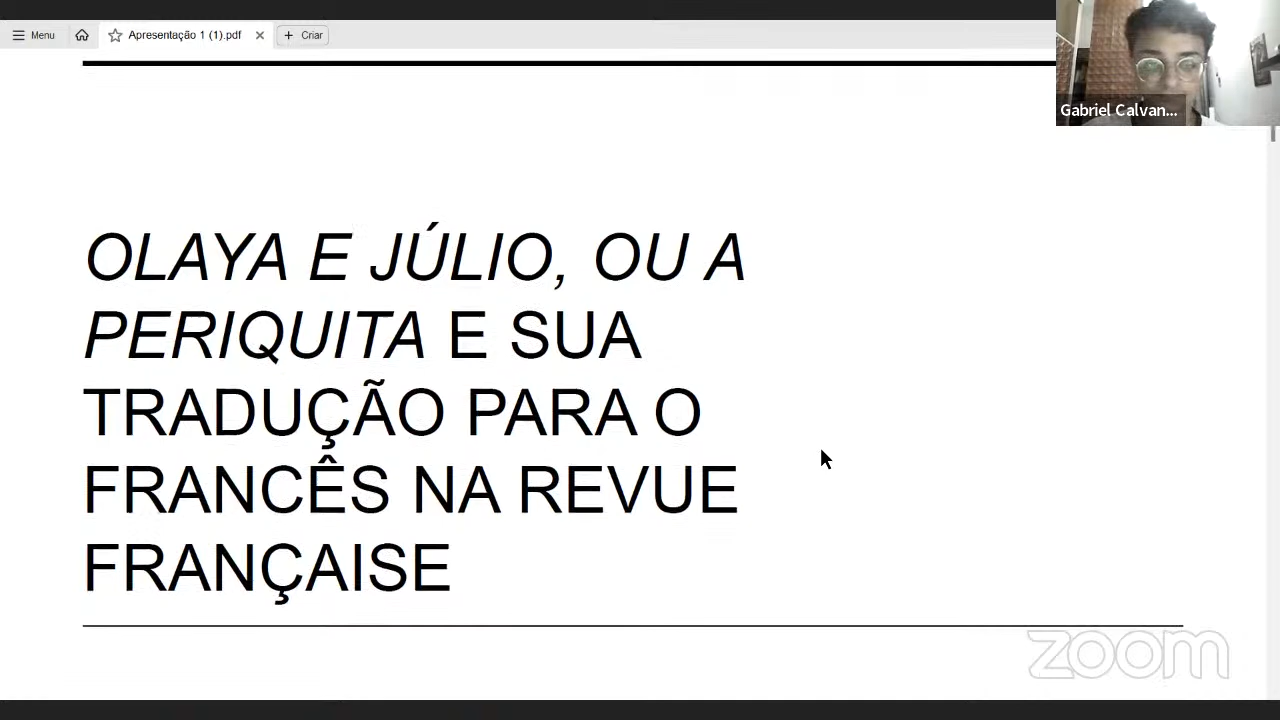 Menu
Apresentação 1 (1).pdf
Criar
Gabriel Calvan...
OLAYA E JÚLIO, OU A
PERIQUITA E SUA
TRADUÇÃO PARA O
FRANCÊS NA REVUE
FRANÇAISE
zoom